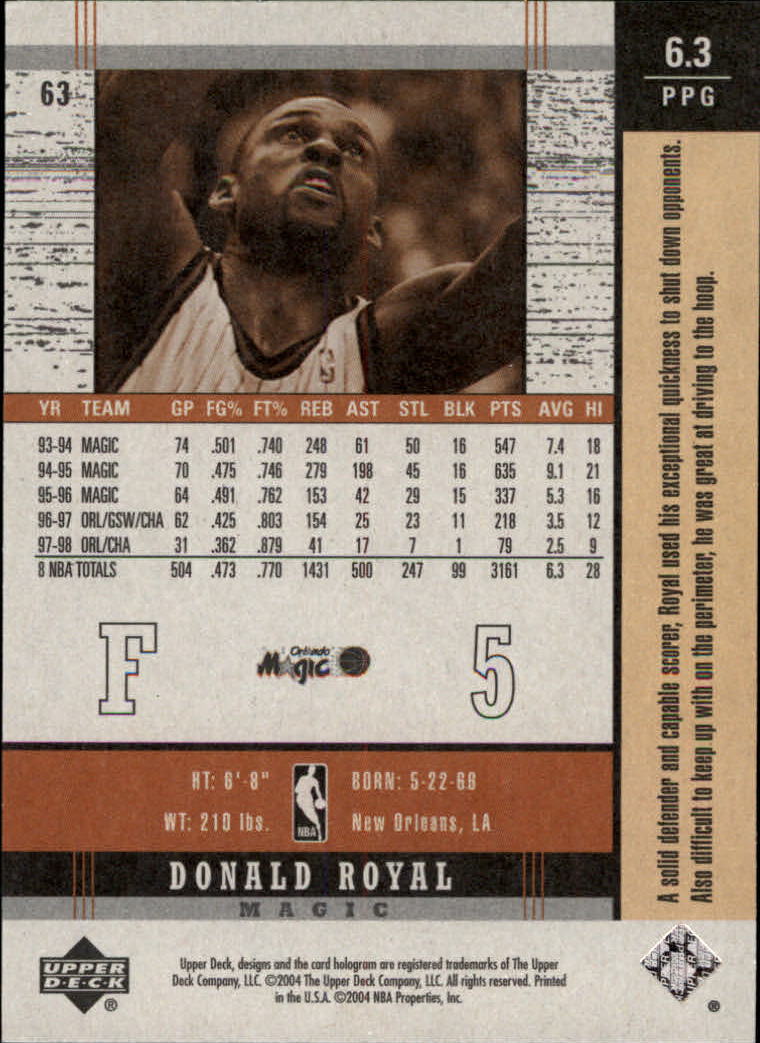 63
6.3
PPG
YR TEAM GP FG% FT% REB AST STL BLK PTS AVG HI
93-94 MAGIC 74 .501 .740 248 61 50 16 547 7.4 18
94-95 MAGIC 70 .475 .746 279 198 45 16 635 9.1 21
95-96 MAGIC 64 .491 .762 153 42 29 15 337 5.3 16
96-97 ORL/GSW/CHA 62 .425 .803 154 25 23 11 218 3.5 12
97-98 ORL/CHA 31 .362 .879 41 17 7 1 79 2.5 9
8 NBA TOTALS 504 .473 .770 1431 500 247 99 3161 6.3 28
F
Orlando
Magic
5
HT: 6'-8"
BORN: 5-22-66
WT: 210 lbs.
NBA
New Orleans, LA
DONALD ROYAL
MAGIC
A solid defender and capable scorer, Royal used his exceptional quickness to shut down opponents.
Also difficult to keep up with on the perimeter, he was great at driving to the hoop.
UPPER
D·E·C·K
®
Upper Deck, designs and the card hologram are registered trademarks of The Upper
Deck Company, LLC. ©2004 The Upper Deck Company, LLC. All rights reserved. Printed
in the U.S.A. ©2004 NBA Properties, Inc.
®